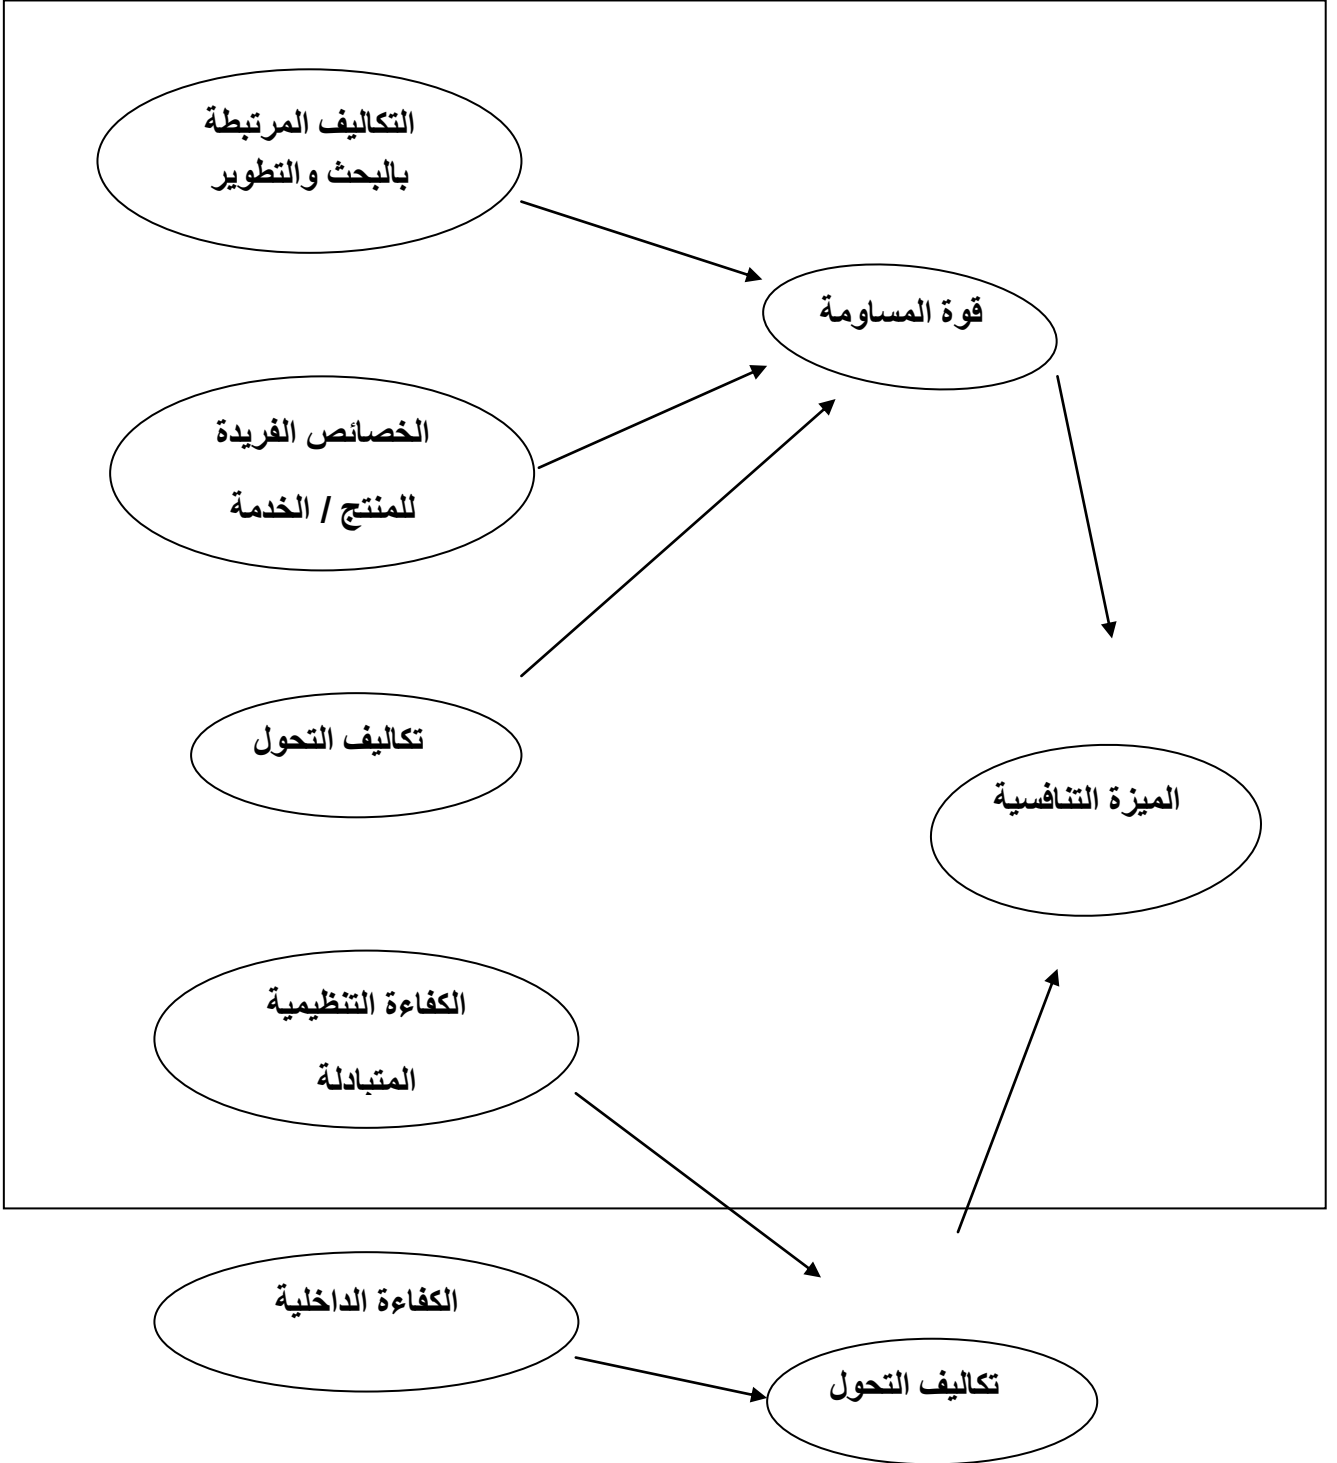 التكاليف المرتبطة
بالبحث والتطوير
قوة المساومة
الخصائص الفريدة
للمنتج / الخدمة
تكاليف التحول
الميزة التنافسية
الكفاءة التنظيمية
المتبادلة
الكفاءة الداخلية
تكاليف التحول